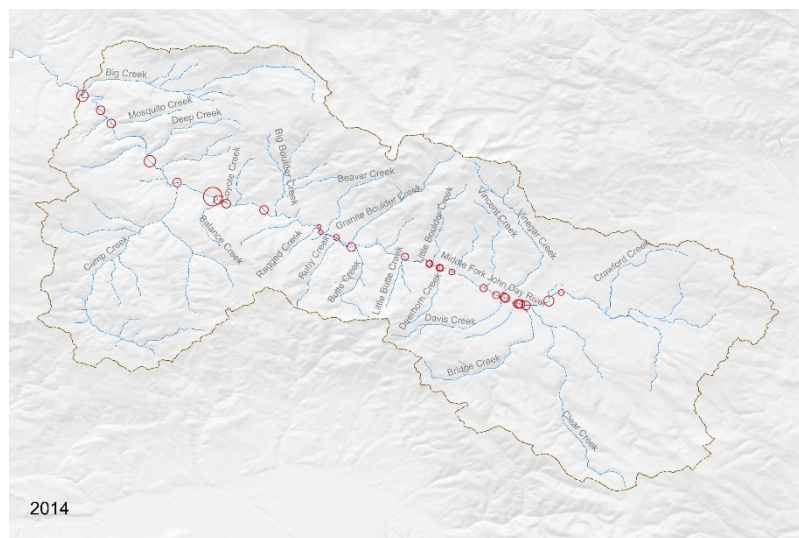 Big Creek
Mosquito Creek
Deep Creek
Big Boulder Creek
Coyote Creek
Beaver Creek
Granite Boulder Creek
Little Boulder Creek
Vincent Creek
Vinegar Creek
Balance Creek
Camp Creek
Ragged Creek
Ruby Creek
Butte Creek
Little Butte Creek
Middle Fork John Day River
Crawford Creek
Deerhorn Creek
Davis Creek
Bridge Creek
Clear Creek
2014